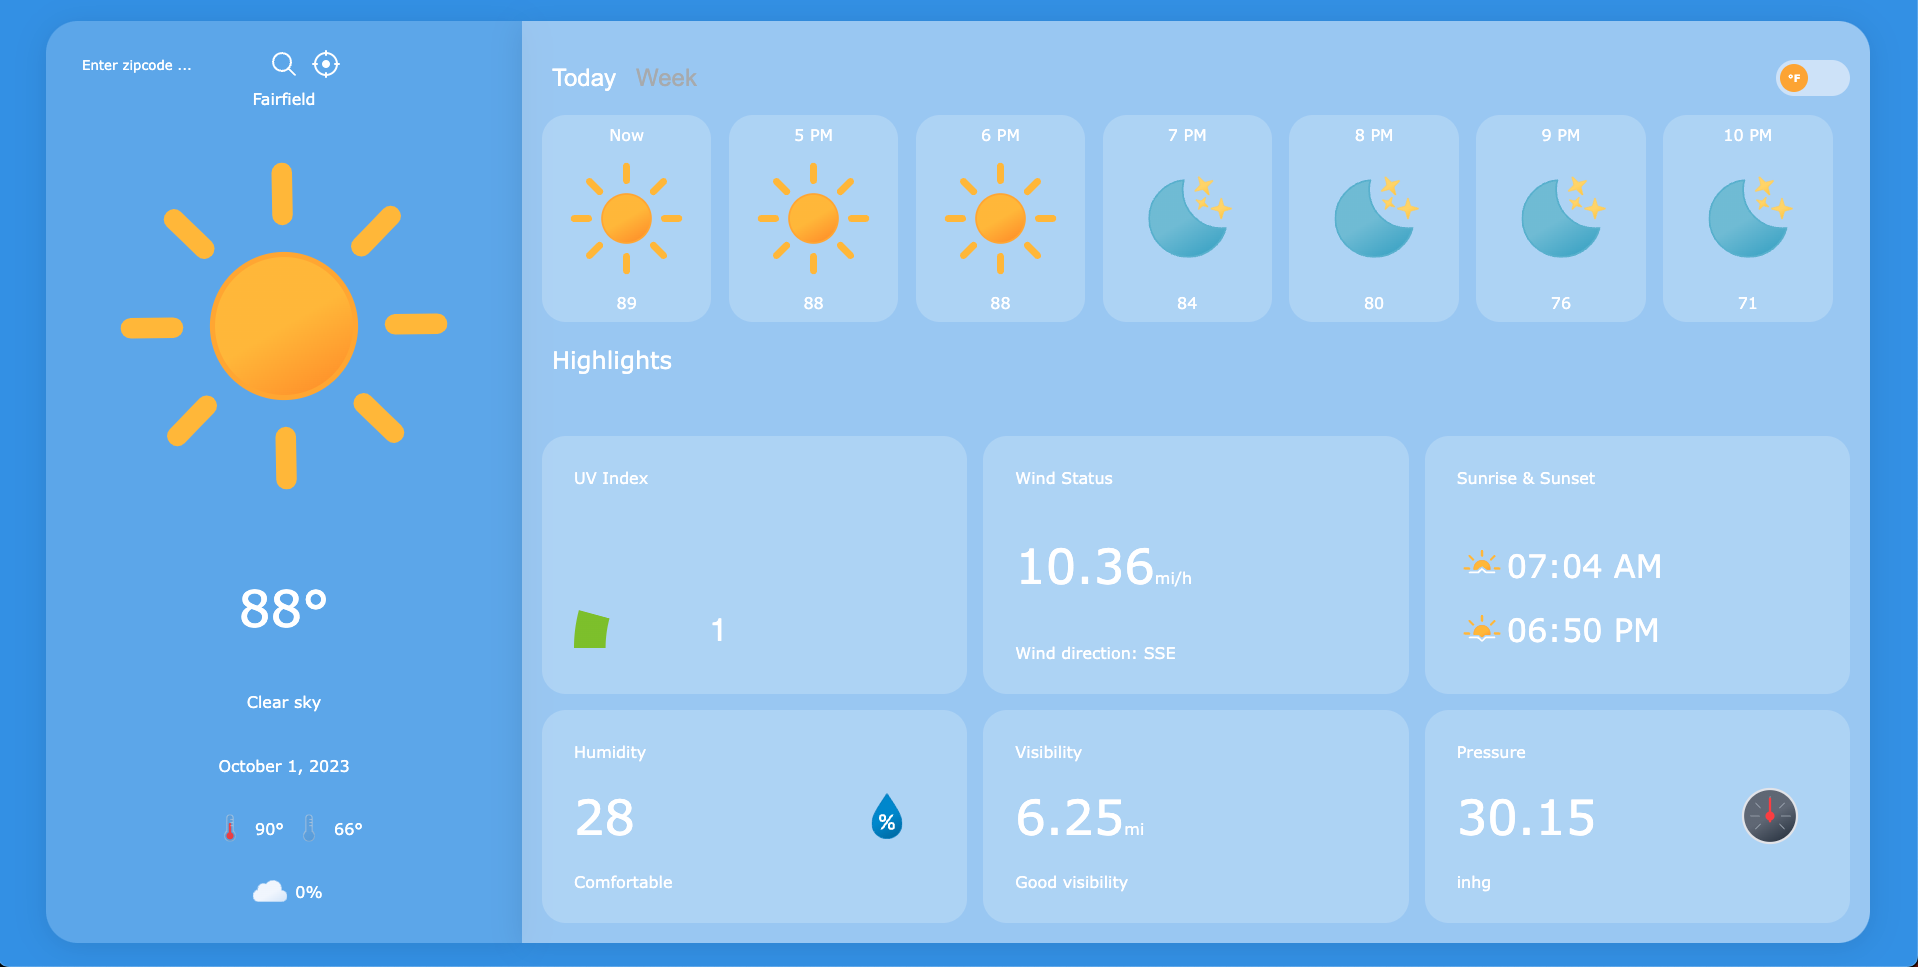 Enter zipcode ...
Fairfield
88°
Clear sky
October 1, 2023
90° 66°
0%
Today Week
°F
Now 5 PM 6 PM 7 PM 8 PM 9 PM 10 PM
89 88 88 84 80 76 71
Highlights
UV Index
1
Wind Status
10.36mi/h
Wind direction: SSE
Sunrise & Sunset
07:04 AM
06:50 PM
Humidity
28
%
Comfortable
Visibility
6.25mi
Good visibility
Pressure
30.15
inhg